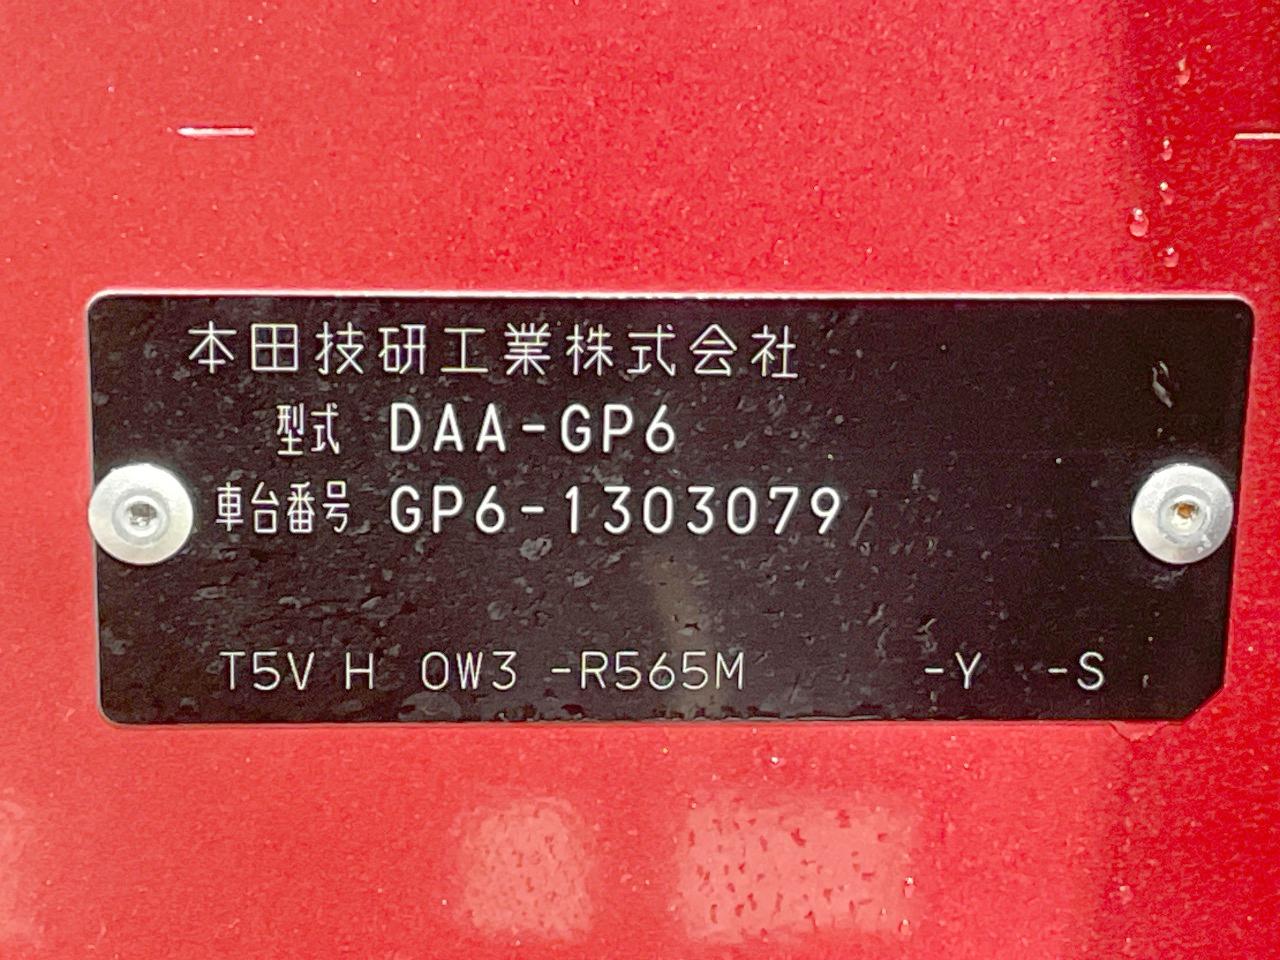 本田技研工業株式会社
型式 DAA-GP6
車台番号 GP6-1303079
T5V H 0W3 -R565M -Y -S